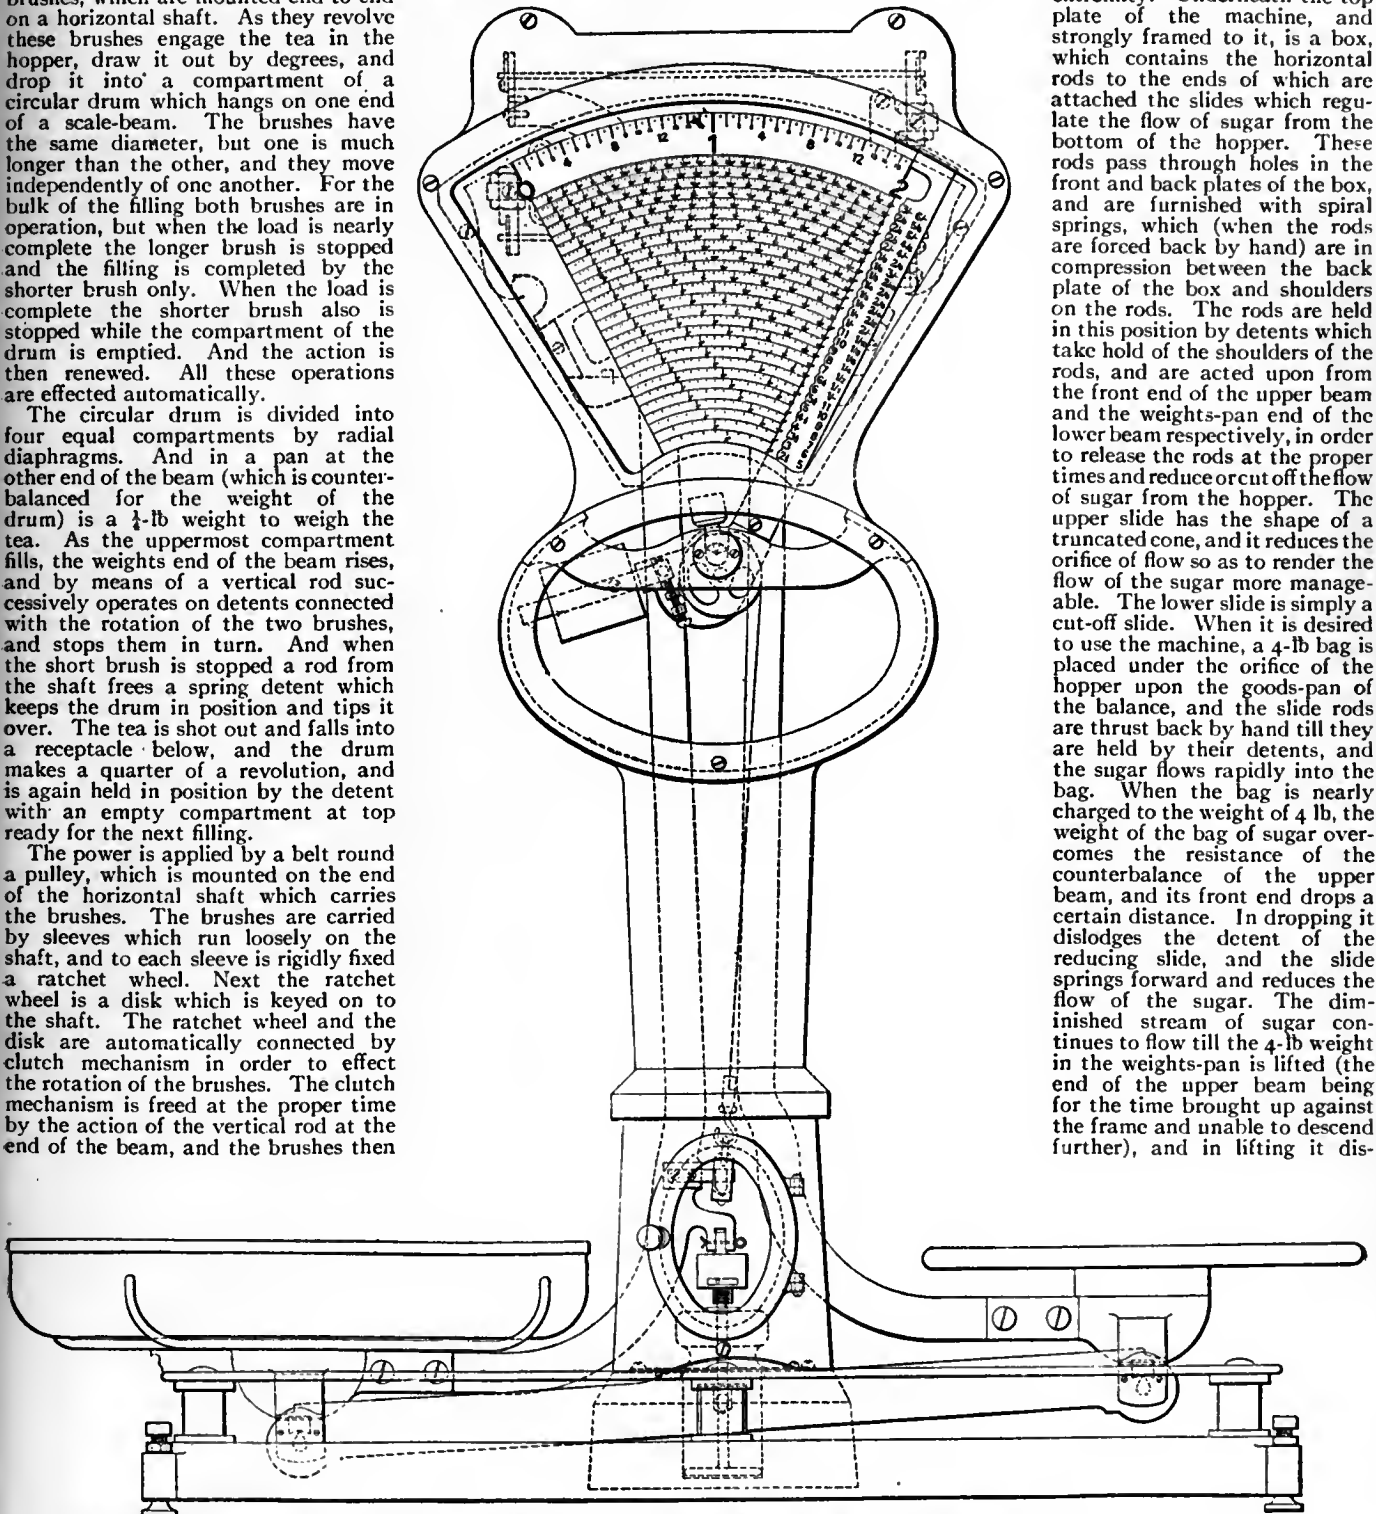 brushes, which are mounted end to end
on a horizontal shaft. As they revolve
these brushes engage the tea in the
hopper, draw it out by degrees, and
drop it into a compartment of a
circular drum which hangs on one end
of a scale-beam. The brushes have
the same diameter, but one is much
longer than the other, and they move
independently of one another. For the
bulk of the filling both brushes are in
operation, but when the load is nearly
complete the longer brush is stopped
and the filling is completed by the
shorter brush only. When the load is
complete the shorter brush also is
stopped while the compartment of the
drum is emptied. And the action is
then renewed. All these operations
are effected automatically.
The circular drum is divided into
four equal compartments by radial
diaphragms. And in a pan at the
other end of the beam (which is counter-
balanced for the weight of the
drum) is a lb weight to weigh the
tea. As the uppermost compartment
fills, the weights end of the beam rises,
and by means of a vertical rod suc-
cessively operates on detents connected
with the rotation of the two brushes,
and stops them in turn. And when
the short brush is stopped a rod from
the shaft frees a spring detent which
keeps the drum in position and tips it
over. The tea is shot out and falls into
a receptacle below, and the drum
makes a quarter of a revolution, and
is again held in position by the detent
with an empty compartment at top
ready for the next filling.
The power is applied by a belt round
a pulley, which is mounted on the end
of the horizontal shaft which carries
the brushes. The brushes are carried
by sleeves which run loosely on the
shaft, and to each sleeve is rigidly fixed
a ratchet wheel. Next the ratchet
wheel is a disk which is keyed on to
the shaft. The ratchet wheel and the
disk are automatically connected by
clutch mechanism in order to effect
the rotation of the brushes. The clutch
mechanism is freed at the proper time
by the action of the vertical rod at the
end of the beam, and the brushes then
0 4 8 12 1 4 8 12 2
extremity. Underneath the top
plate of the machine, and
strongly framed to it, is a box,
which contains the horizontal
rods to the ends of which are
attached the slides which regu-
late the flow of sugar from the
bottom of the hopper. These
rods pass through holes in the
front and back plates of the box,
and are furnished with spiral
springs, which (when the rods
are forced back by hand) are in
compression between the back
plate of the box and shoulders
on the rods. The rods are held
in this position by detents which
take hold of the shoulders of the
rods, and are acted upon from
the front end of the upper beam
and the weights-pan end of the
lower beam respectively, in order
to release the rods at the proper
times and reduce or cut off the flow
of sugar from the hopper. The
upper slide has the shape of a
truncated cone, and it reduces the
orifice of flow so as to render the
flow of the sugar more manage-
able. The lower slide is simply a
cut-off slide. When it is desired
to use the machine, a 4-lb bag is
placed under the orifice of the
hopper upon the goods-pan of
the balance, and the slide rods
are thrust back by hand till they
are held by their detents, and
the sugar flows rapidly into the
bag. When the bag is nearly
charged to the weight of 4 lb, the
weight of the bag of sugar over-
comes the resistance of the
counterbalance of the upper
beam, and its front end drops a
certain distance. In dropping it
dislodges the detent of the
reducing slide, and the slide
springs forward and reduces the
flow of the sugar. The dim-
inished stream of sugar con-
tinues to flow till the 4-lb weight
in the weights-pan is lifted (the
end of the upper beam being
for the time brought up against
the frame and unable to descend
further), and in lifting it dis-